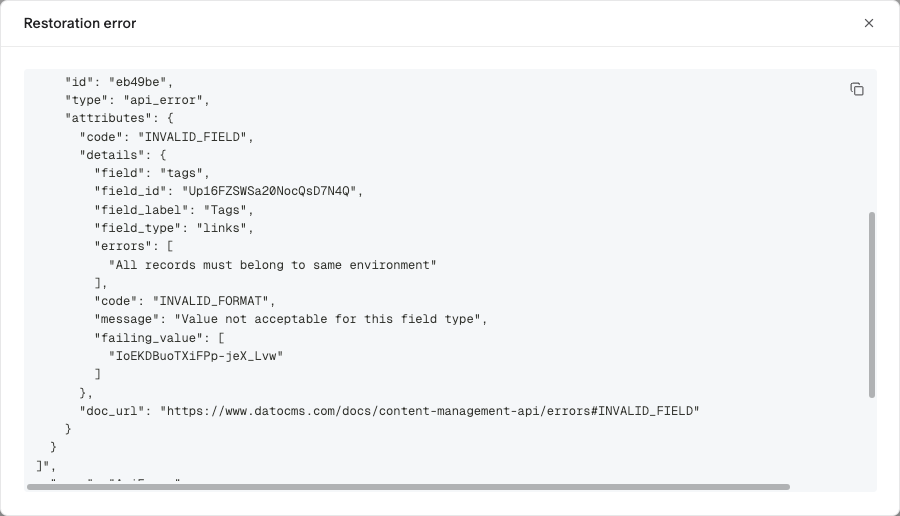 Restoration error
"id": "eb49be",
"type": "api_error",
"attributes": {
"code": "INVALID_FIELD",
"details": {
"field": "tags",
"field_id": "Up16FZSWSa20NocQsD7N4Q",
"field_label": "Tags",
"field_type": "links",
"errors": [
"All records must belong to same environment"
],
"code": "INVALID_FORMAT",
"message": "Value not acceptable for this field type",
"failing_value": [
"IoEKDBuoTXiFPp-jeX_Lvw"
]
},
"doc_url": "https://www.datocms.com/docs/content-management-api/errors#INVALID_FIELD"
}
}
]",